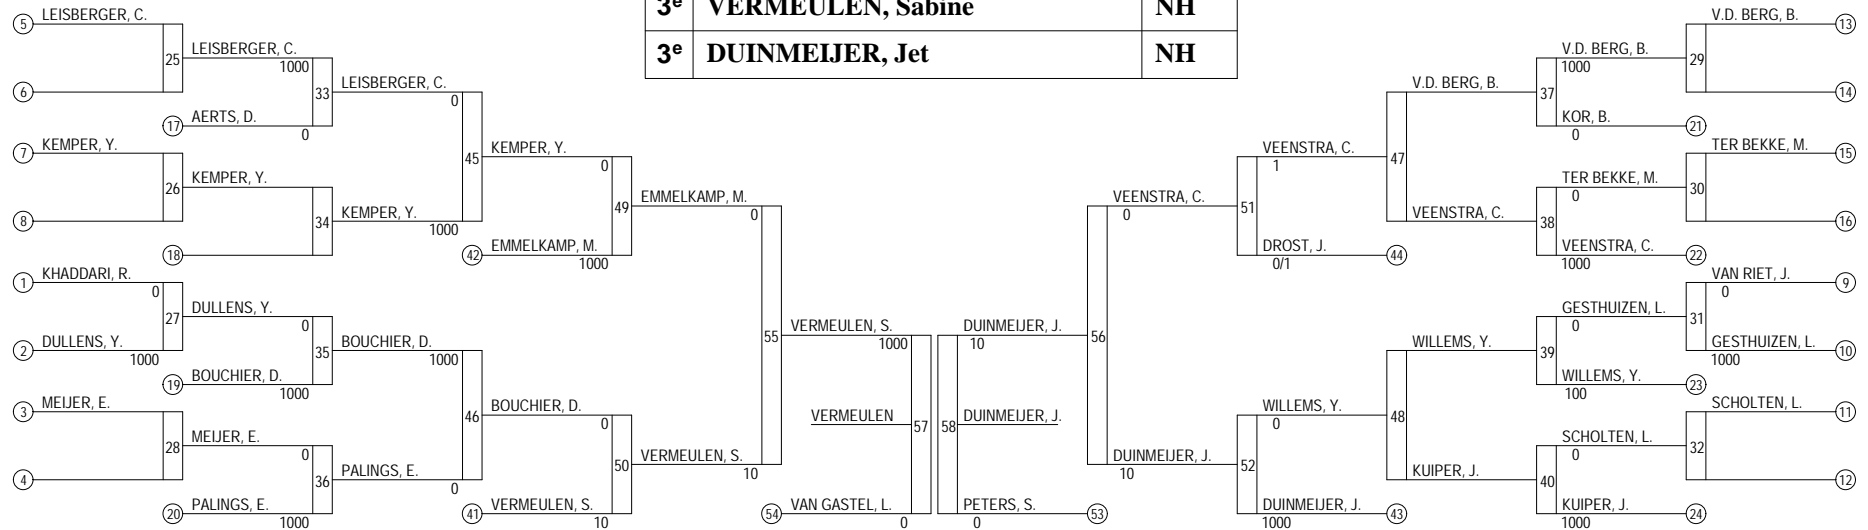 3e VERMEULEN, Sabine NH
3e DUINMEIJER, Jet NH
5 LEISBERGER, C.
25
6
LEISBERGER, C.
1000
33
17 AERTS, D.
0
7 KEMPER, Y.
26
8
KEMPER, Y.
34
18
LEISBERGER, C.
0
45
KEMPER, Y.
1000
1 KHADDARI, R.
0
27
2 DULLENS, Y.
1000
DULLENS, Y.
0
35
19 BOUCHIER, D.
1000
3 MEIJER, E.
28
4
MEIJER, E.
0
36
20 PALINGS, E.
1000
BOUCHIER, D.
1000
46
PALINGS, E.
0
KEMPER, Y.
0
49
42 EMMELKAMP, M.
1000
BOUCHIER, D.
0
50
41 VERMEULEN, S.
10
EMMELKAMP, M.
0
55
VERMEULEN, S.
10
VERMEULEN, S.
1000
VERMEULEN
57
54 VAN GASTEL, L.
0
DUINMEIJER, J.
10
58
DUINMEIJER, J.
PETERS, S. 53
0
VEENSTRA, C.
0
56
DUINMEIJER, J.
10
VEENSTRA, C.
1
51
DROST, J. 44
0/1
WILLEMS, Y.
0
52
DUINMEIJER, J. 43
1000
V.D. BERG, B.
47
VEENSTRA, C.
WILLEMS, Y.
48
KUIPER, J.
V.D. BERG, B.
1000
37
KOR, B. 21
0
TER BEKKE, M.
0
38
VEENSTRA, C. 22
1000
GESTHUIZEN, L.
0
39
WILLEMS, Y. 23
100
SCHOLTEN, L.
0
40
KUIPER, J. 24
1000
V.D. BERG, B. 13
29
14
TER BEKKE, M. 15
30
16
VAN RIET, J. 9
0
31
GESTHUIZEN, L. 10
1000
SCHOLTEN, L. 11
32
12